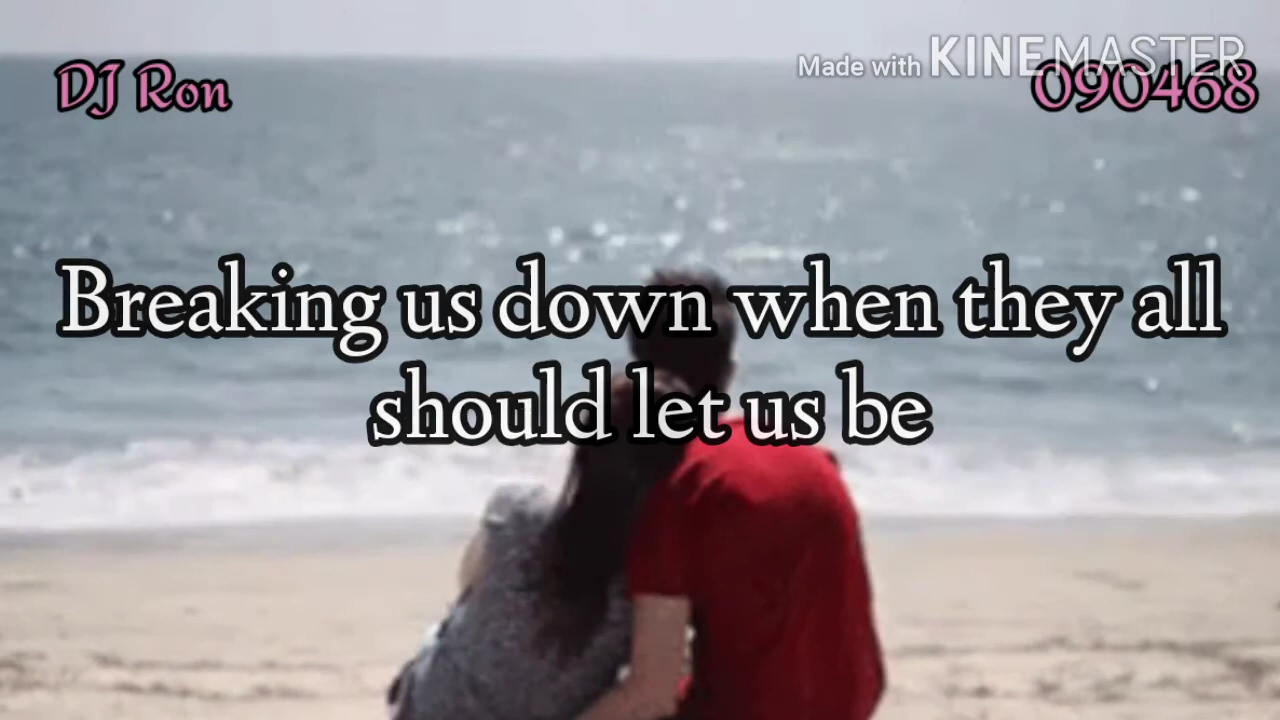 DJ Ron
Made with KINEMASTER
090468
Breaking us down when they all
should let us be